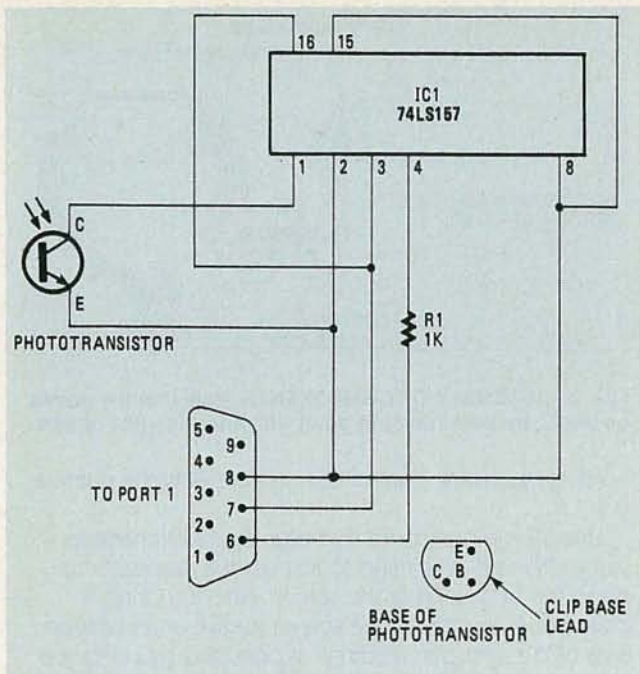 16 15
IC1
74LS157
1 2 3 4 8
C
E
PHOTOTRANSISTOR
R1
1K
5
9
4
8
TO PORT 1
3
7
2
6
1
E
C B
BASE OF
PHOTOTRANSISTOR
CLIP BASE
LEAD